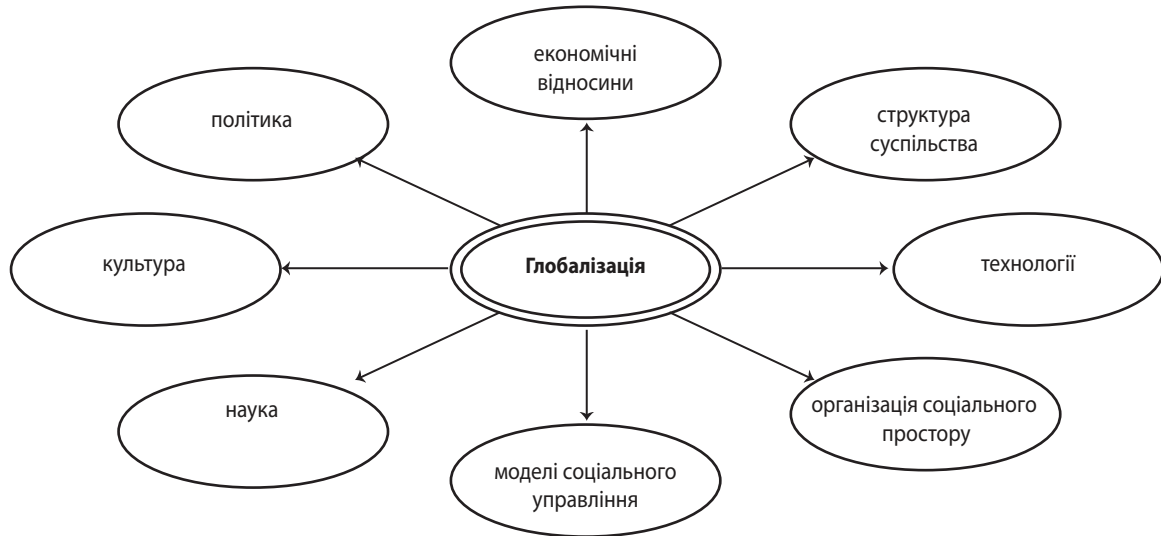 економічні
відносини
політика
структура
суспільства
культура
Глобалізація
технології
наука
організація соціального
простору
моделі соціального
управління